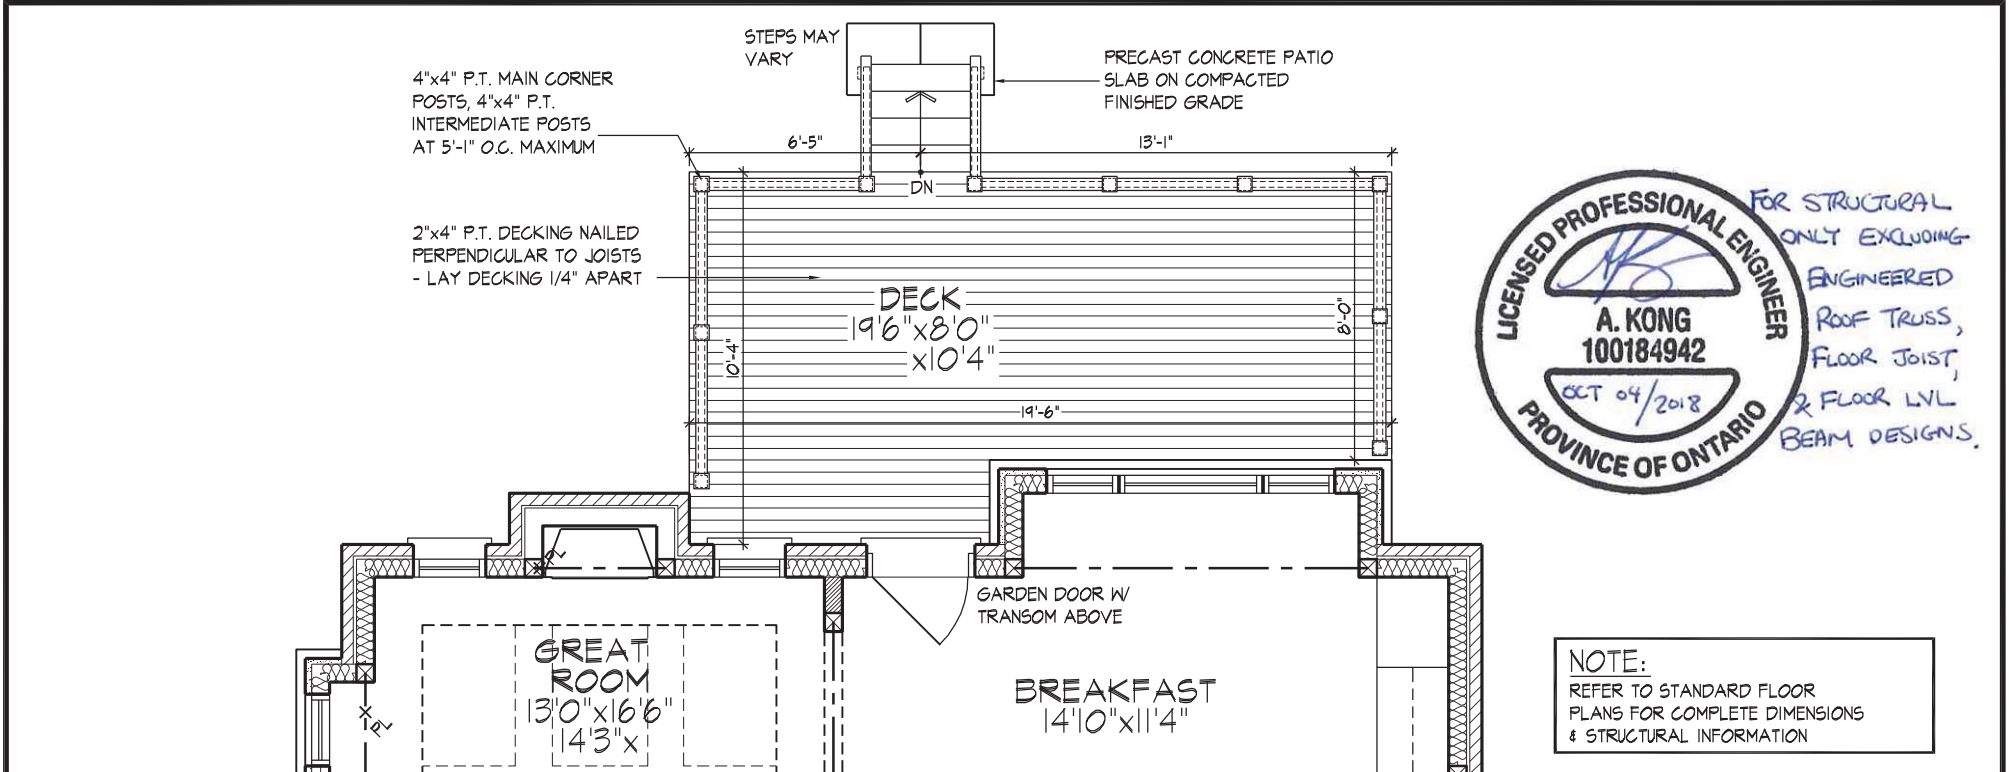 STEPS MAY
VARY
PRECAST CONCRETE PATIO
SLAB ON COMPACTED
FINISHED GRADE
4"x4" P.T. MAIN CORNER
POSTS, 4"x4" P.T.
INTERMEDIATE POSTS
AT 5'-1" O.C. MAXIMUM
6'-5"
13'-1"
DN
2"x4" P.T. DECKING NAILED
PERPENDICULAR TO JOISTS
- LAY DECKING 1/4" APART
DECK
19'6"x8'0"
x10'4"
10'-4"
8'-0"
19'-6"
LICENSED PROFESSIONAL ENGINEER
A. KONG
100184942
OCT 04/2018
PROVINCE OF ONTARIO
FOR STRUCTURAL
ONLY EXCLUDING
ENGINEERED
ROOF TRUSS,
FLOOR JOIST,
& FLOOR LVL
BEAM DESIGNS.
PL
GARDEN DOOR W/
TRANSOM ABOVE
GREAT
ROOM
13'0"x16'6"
14'3"x
PL
BREAKFAST
14'10"x11'4"
NOTE:
REFER TO STANDARD FLOOR
PLANS FOR COMPLETE DIMENSIONS
& STRUCTURAL INFORMATION